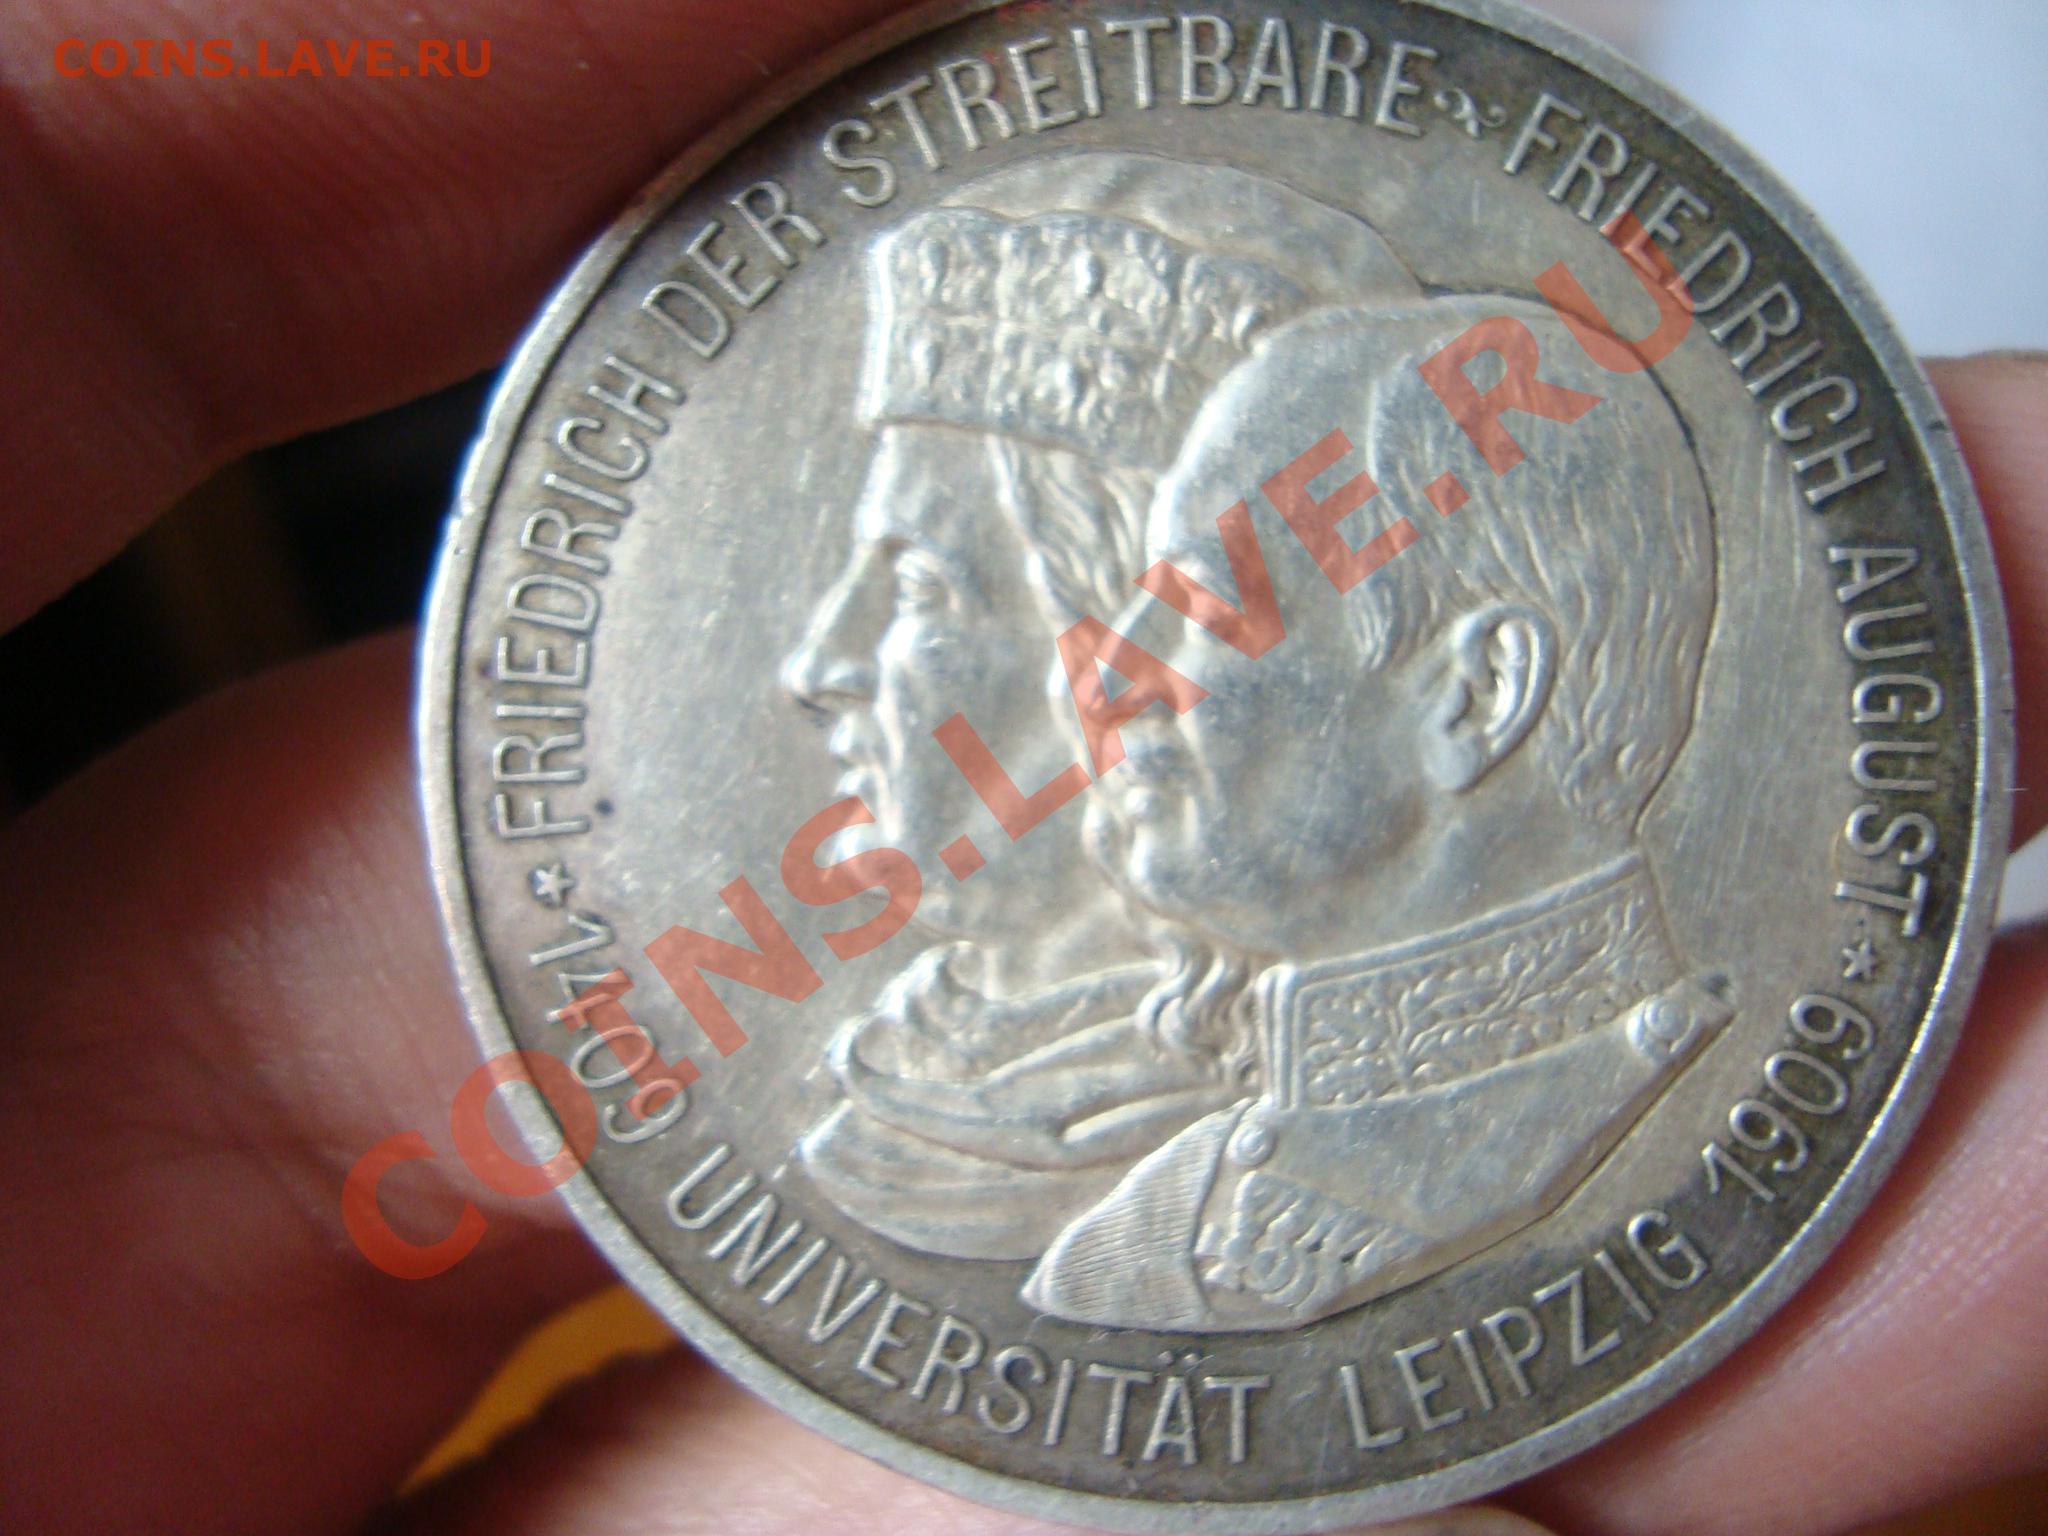 COINS.LAVE.RU
FRIEDRICH DER STREITBARE FRIEDRICH AUGUST
1409 UNIVERSITÄT LEIPZIG 1909
COINS.LAVE.RU